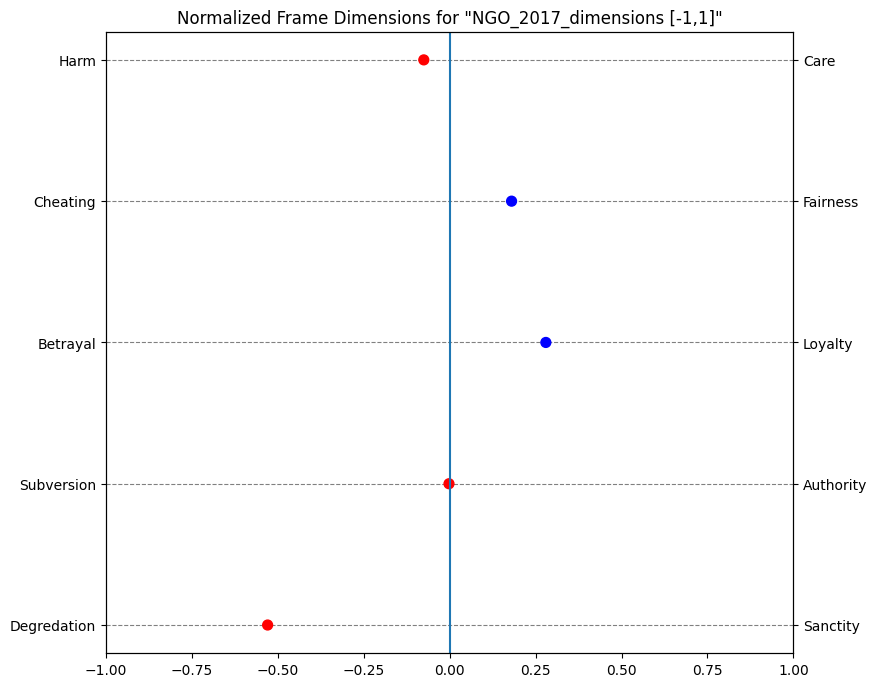 Normalized Frame Dimensions for "NGO_2017_dimensions [-1,1]"
Harm
Care
Cheating
Fairness
Betrayal
Loyalty
Subversion
Authority
Degredation
Sanctity
−1.00 −0.75 −0.50 −0.25 0.00 0.25 0.50 0.75 1.00